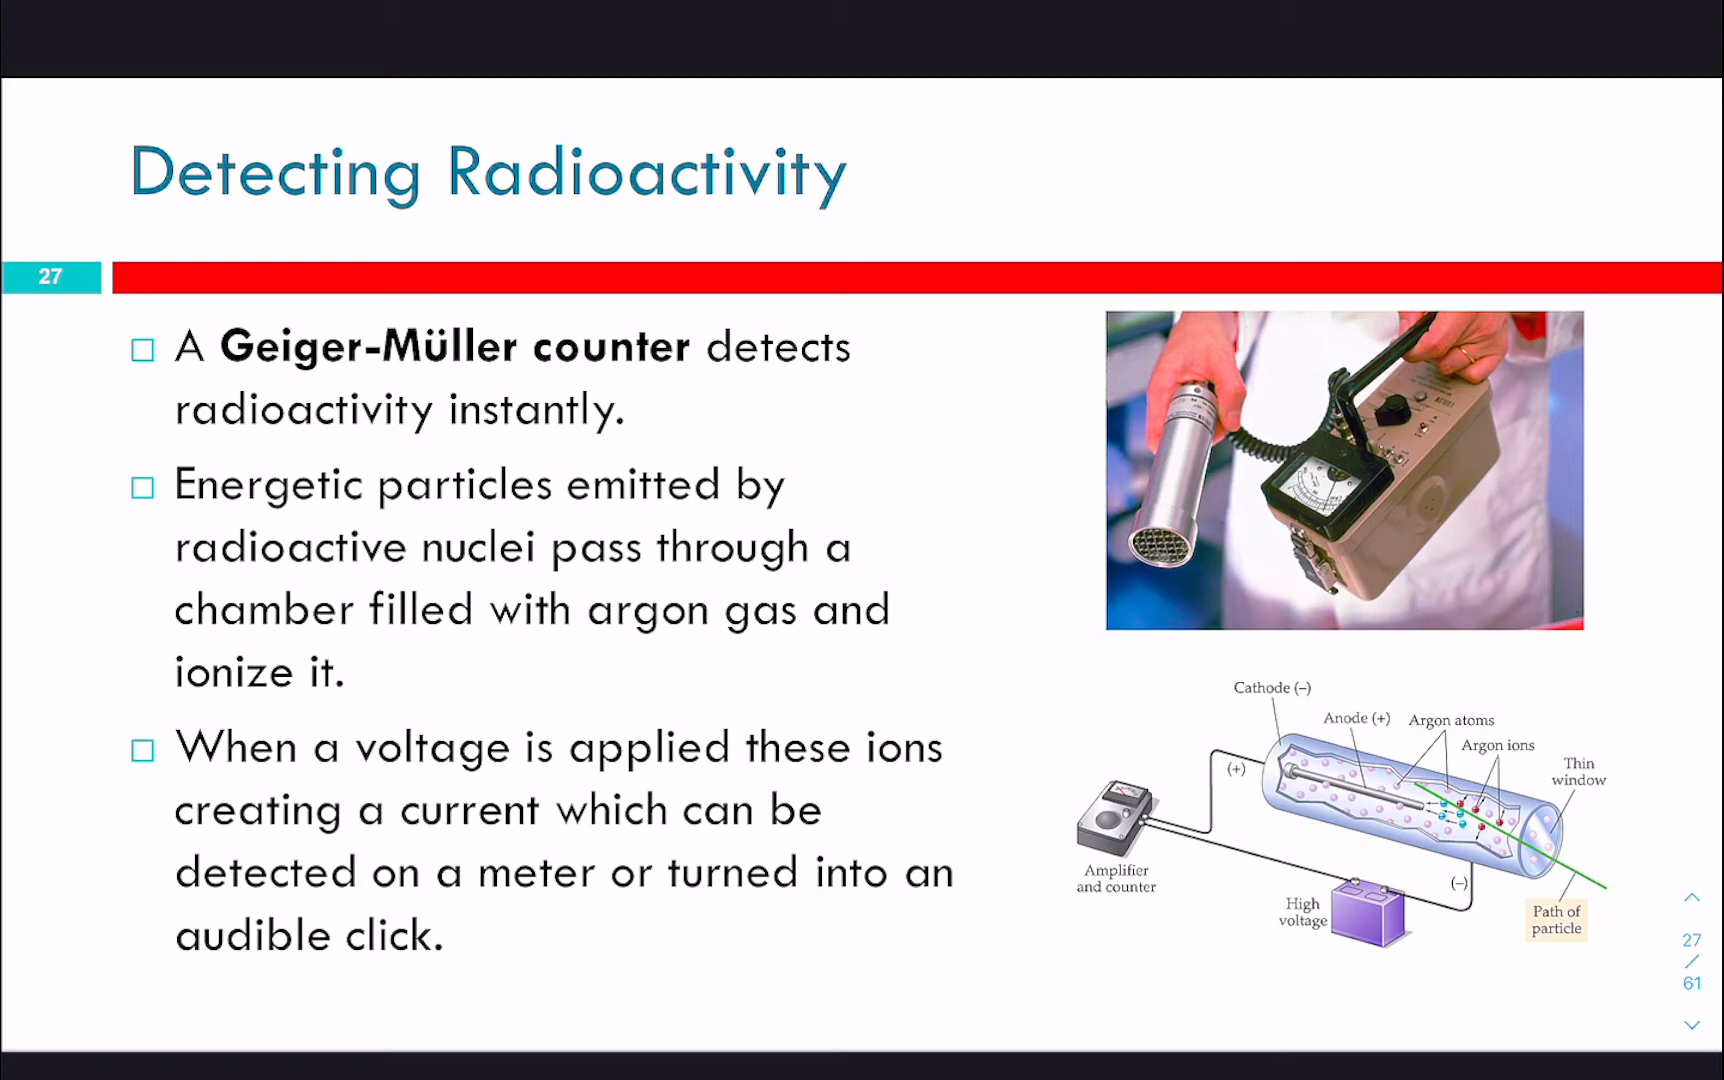 Detecting Radioactivity
27
A Geiger-Müller counter detects
radioactivity instantly.
Energetic particles emitted by
radioactive nuclei pass through a
chamber filled with argon gas and
ionize it.
When a voltage is applied these ions
creating a current which can be
detected on a meter or turned into an
audible click.
Cathode (–)
Anode (+)
Argon atoms
Argon ions
Thin
window
(+)
Amplifier
and counter
(–)
High
voltage
Path of
particle
27
/
61